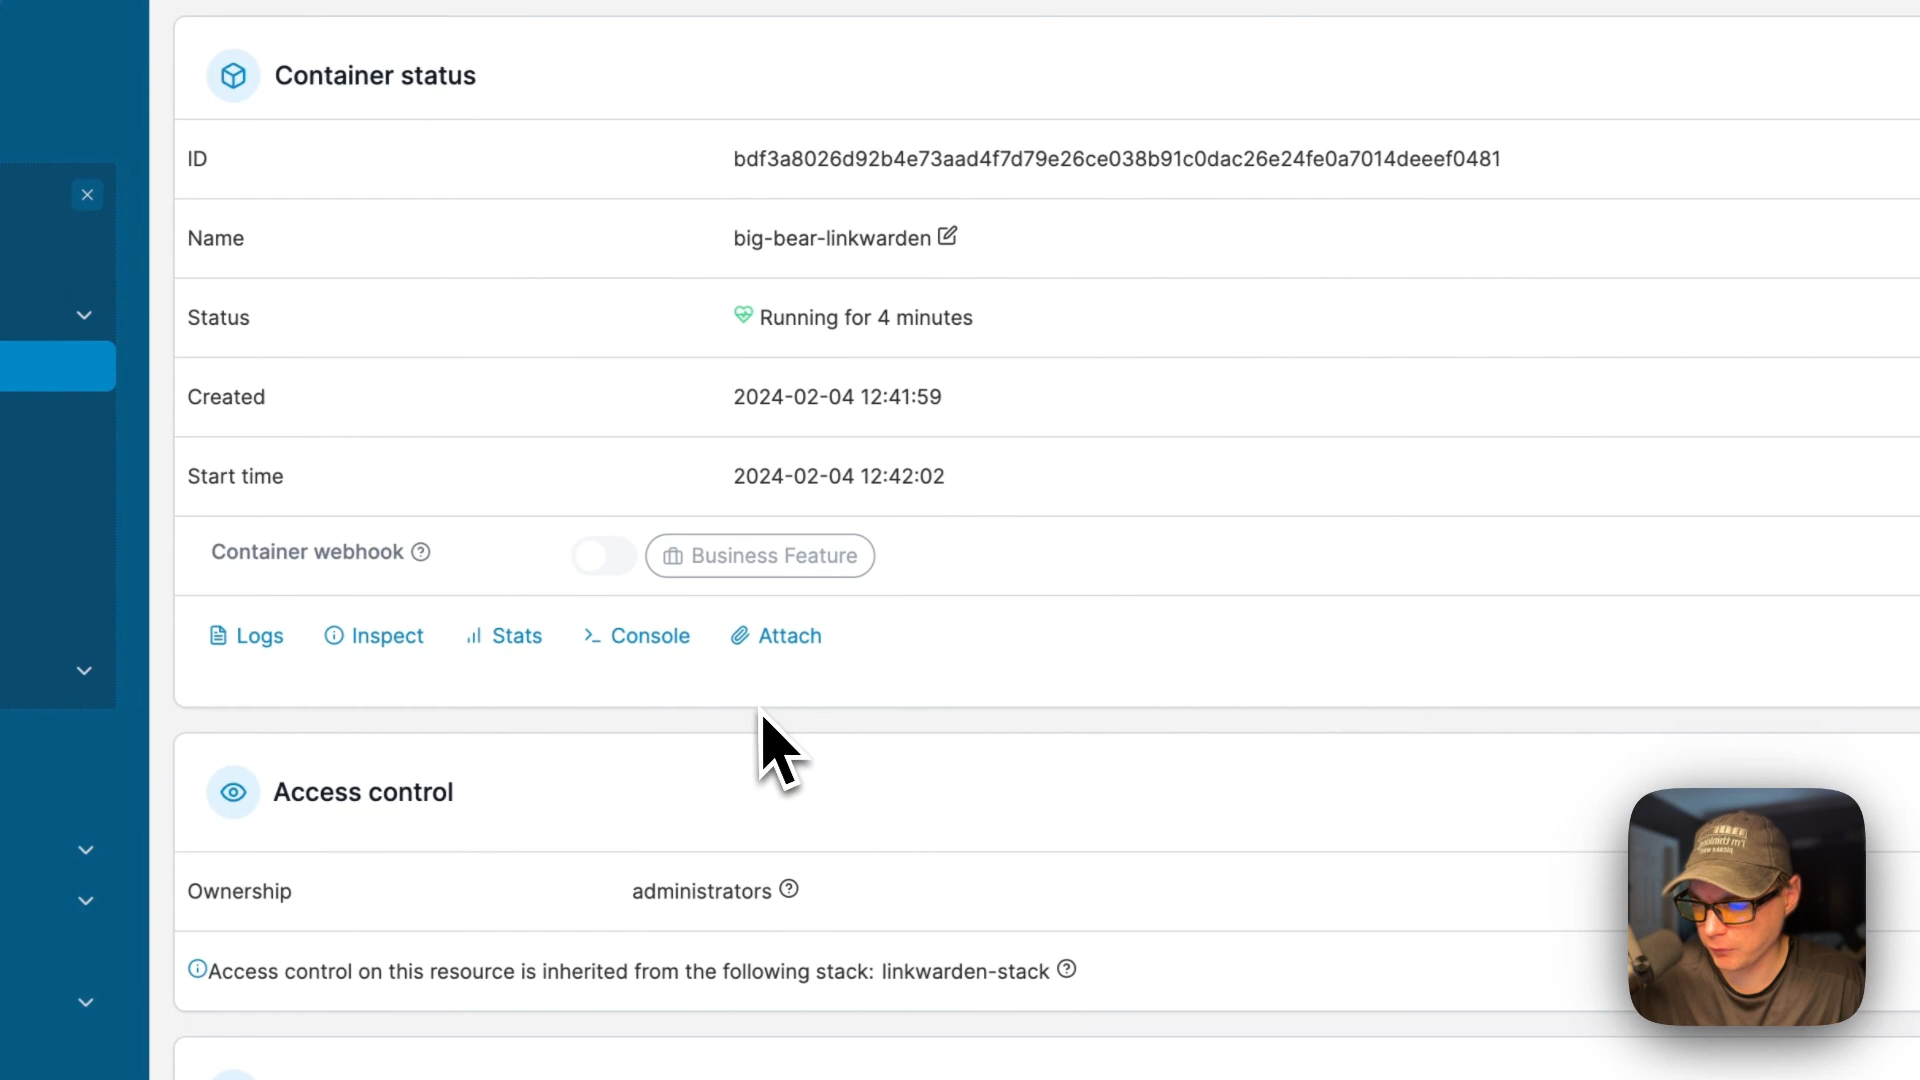 Container status
ID bdf3a8026d92b4e73aad4f7d79e26ce038b91c0dac26e24fe0a7014deeef0481
Name big-bear-linkwarden
Status Running for 4 minutes
Created 2024-02-04 12:41:59
Start time 2024-02-04 12:42:02
Container webhook Business Feature
Logs Inspect Stats Console Attach
Access control
Ownership administrators
Access control on this resource is inherited from the following stack: linkwarden-stack